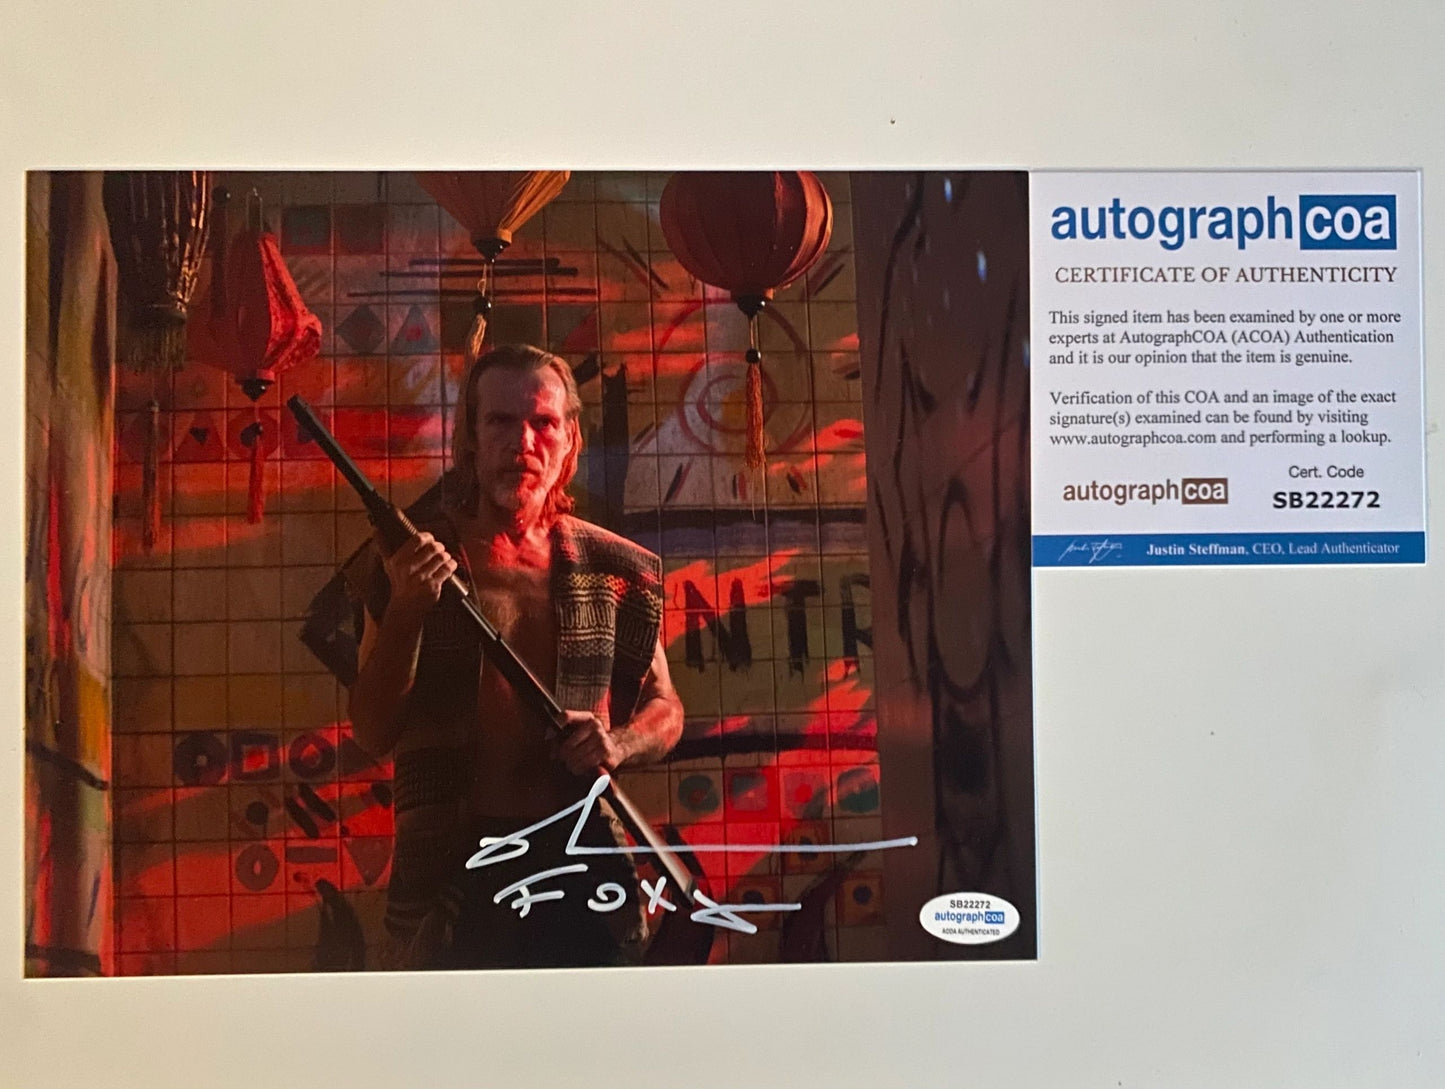 autographcoa
CERTIFICATE OF AUTHENTICITY
This signed item has been examined by one or more
experts at AutographCOA (ACOA) Authentication
and it is our opinion that the item is genuine.
Verification of this COA and an image of the exact
signature(s) examined can be found by visiting
www.autographcoa.com and performing a lookup.
autographcoa
Cert. Code
SB22272
Justin Steffman, CEO, Lead Authenticator
NTR
SB22272
autographcoa
ACOA AUTHENTICATED